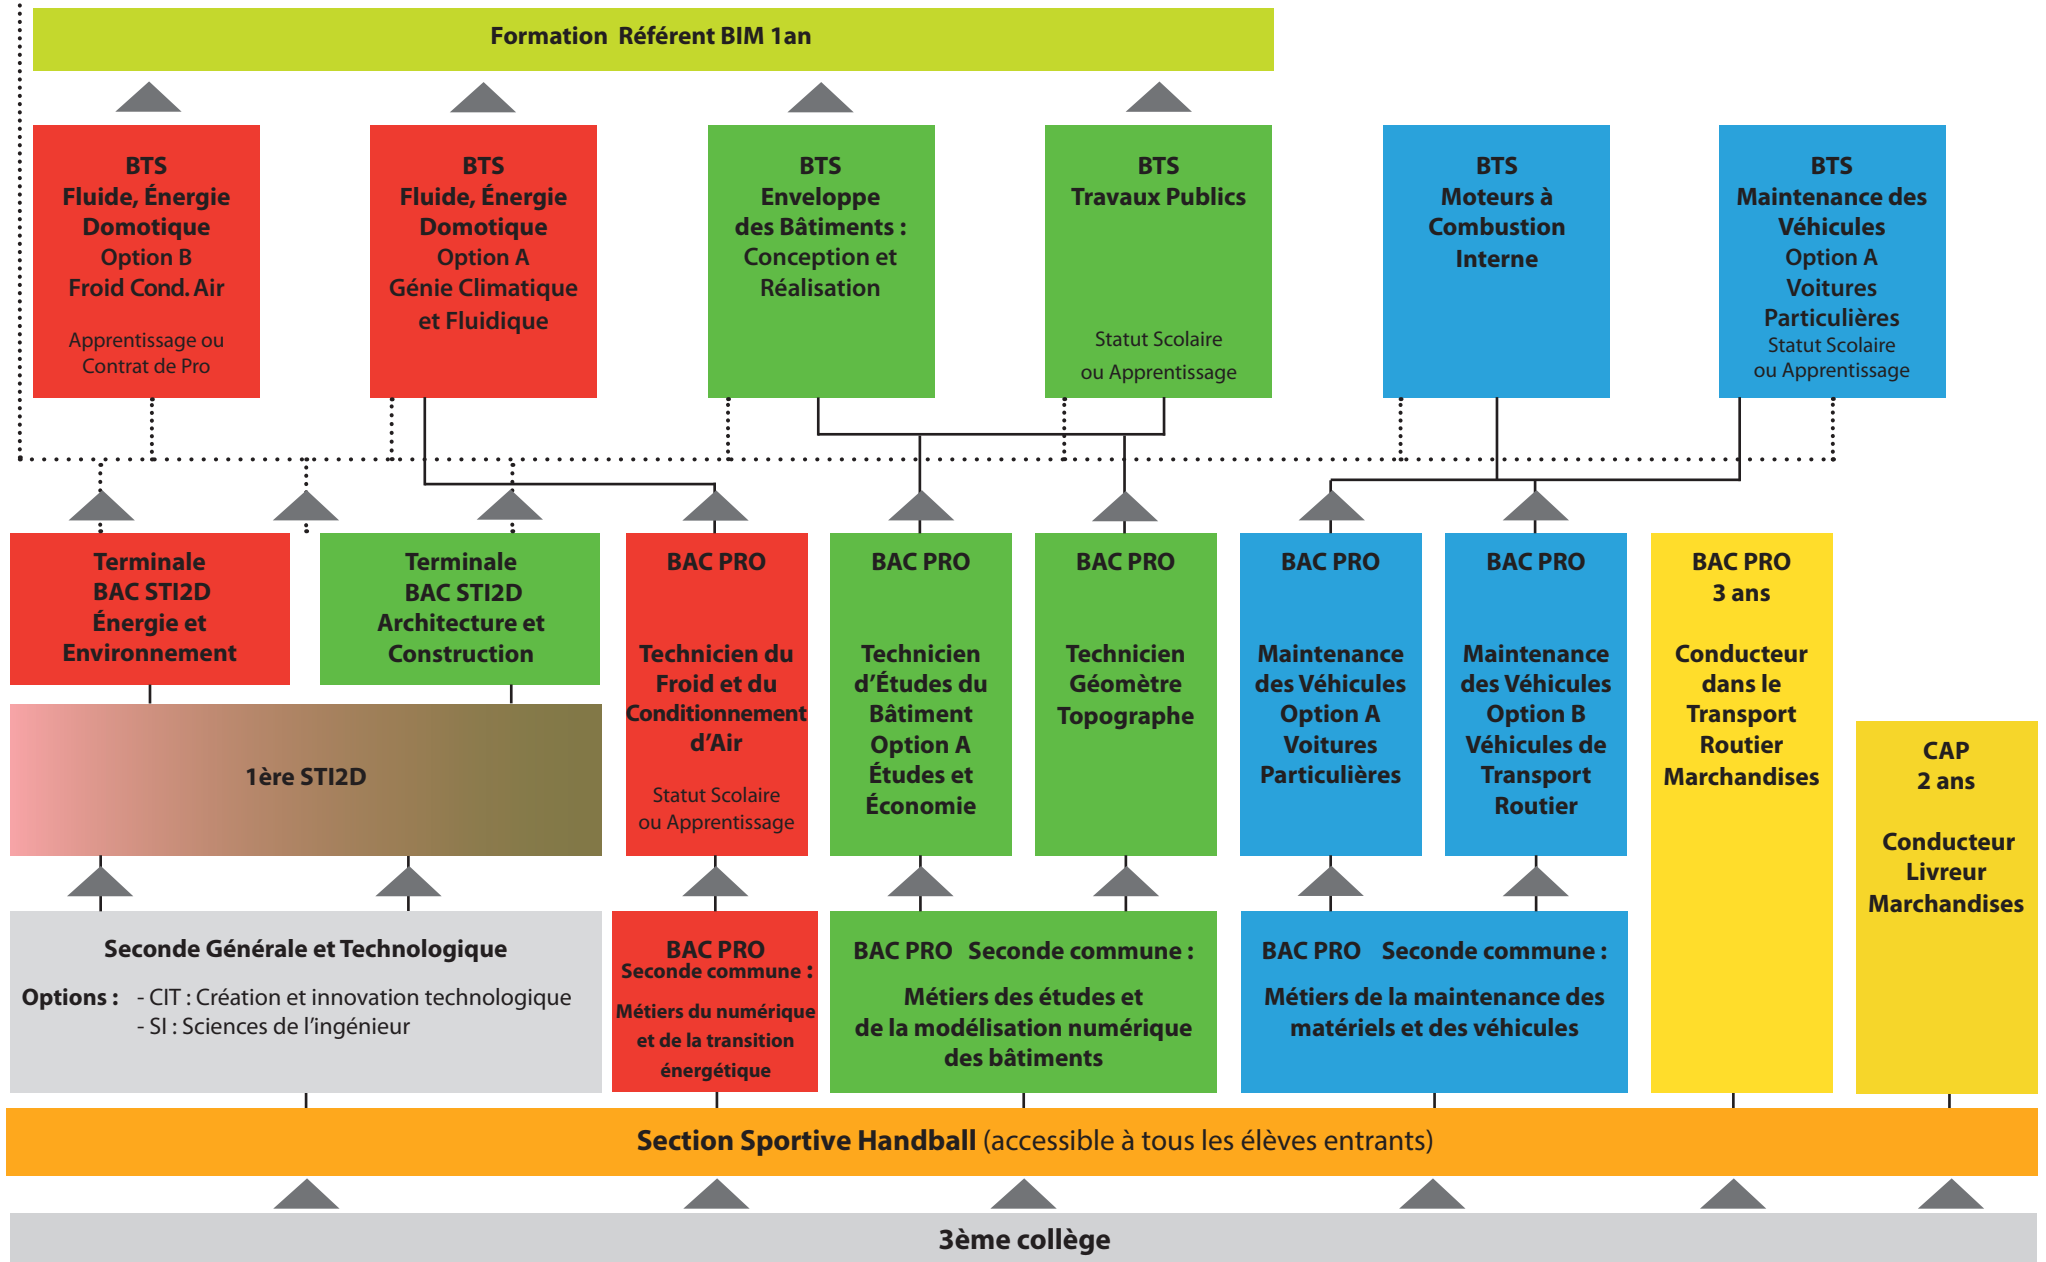 Formation Référent BIM 1an
BTS
Fluide, Énergie
Domotique
Option B
Froid Cond. Air
Apprentissage ou
Contrat de Pro
BTS
Fluide, Énergie
Domotique
Option A
Génie Climatique
et Fluidique
BTS
Enveloppe
des Bâtiments :
Conception et
Réalisation
BTS
Travaux Publics
Statut Scolaire
ou Apprentissage
BTS
Moteurs à
Combustion
Interne
BTS
Maintenance des
Véhicules
Option A
Voitures
Particulières
Statut Scolaire
ou Apprentissage
Terminale
BAC STI2D
Énergie et
Environnement
Terminale
BAC STI2D
Architecture et
Construction
1ère STI2D
BAC PRO
Technicien du
Froid et du
Conditionnement
d'Air
Statut Scolaire
ou Apprentissage
BAC PRO
Technicien
d'Études du
Bâtiment
Option A
Études et
Économie
BAC PRO
Technicien
Géomètre
Topographe
BAC PRO
Maintenance
des Véhicules
Option A
Voitures
Particulières
BAC PRO
Maintenance
des Véhicules
Option B
Véhicules de
Transport
Routier
BAC PRO
3 ans
Conducteur
dans le
Transport
Routier
Marchandises
CAP
2 ans
Conducteur
Livreur
Marchandises
Seconde Générale et Technologique
Options : - CIT : Création et innovation technologique
- SI : Sciences de l'ingénieur
BAC PRO
Seconde commune :
Métiers du numérique
et de la transition
énergétique
BAC PRO Seconde commune :
Métiers des études et
de la modélisation numérique
des bâtiments
BAC PRO Seconde commune :
Métiers de la maintenance des
matériels et des véhicules
Section Sportive Handball (accessible à tous les élèves entrants)
3ème collège